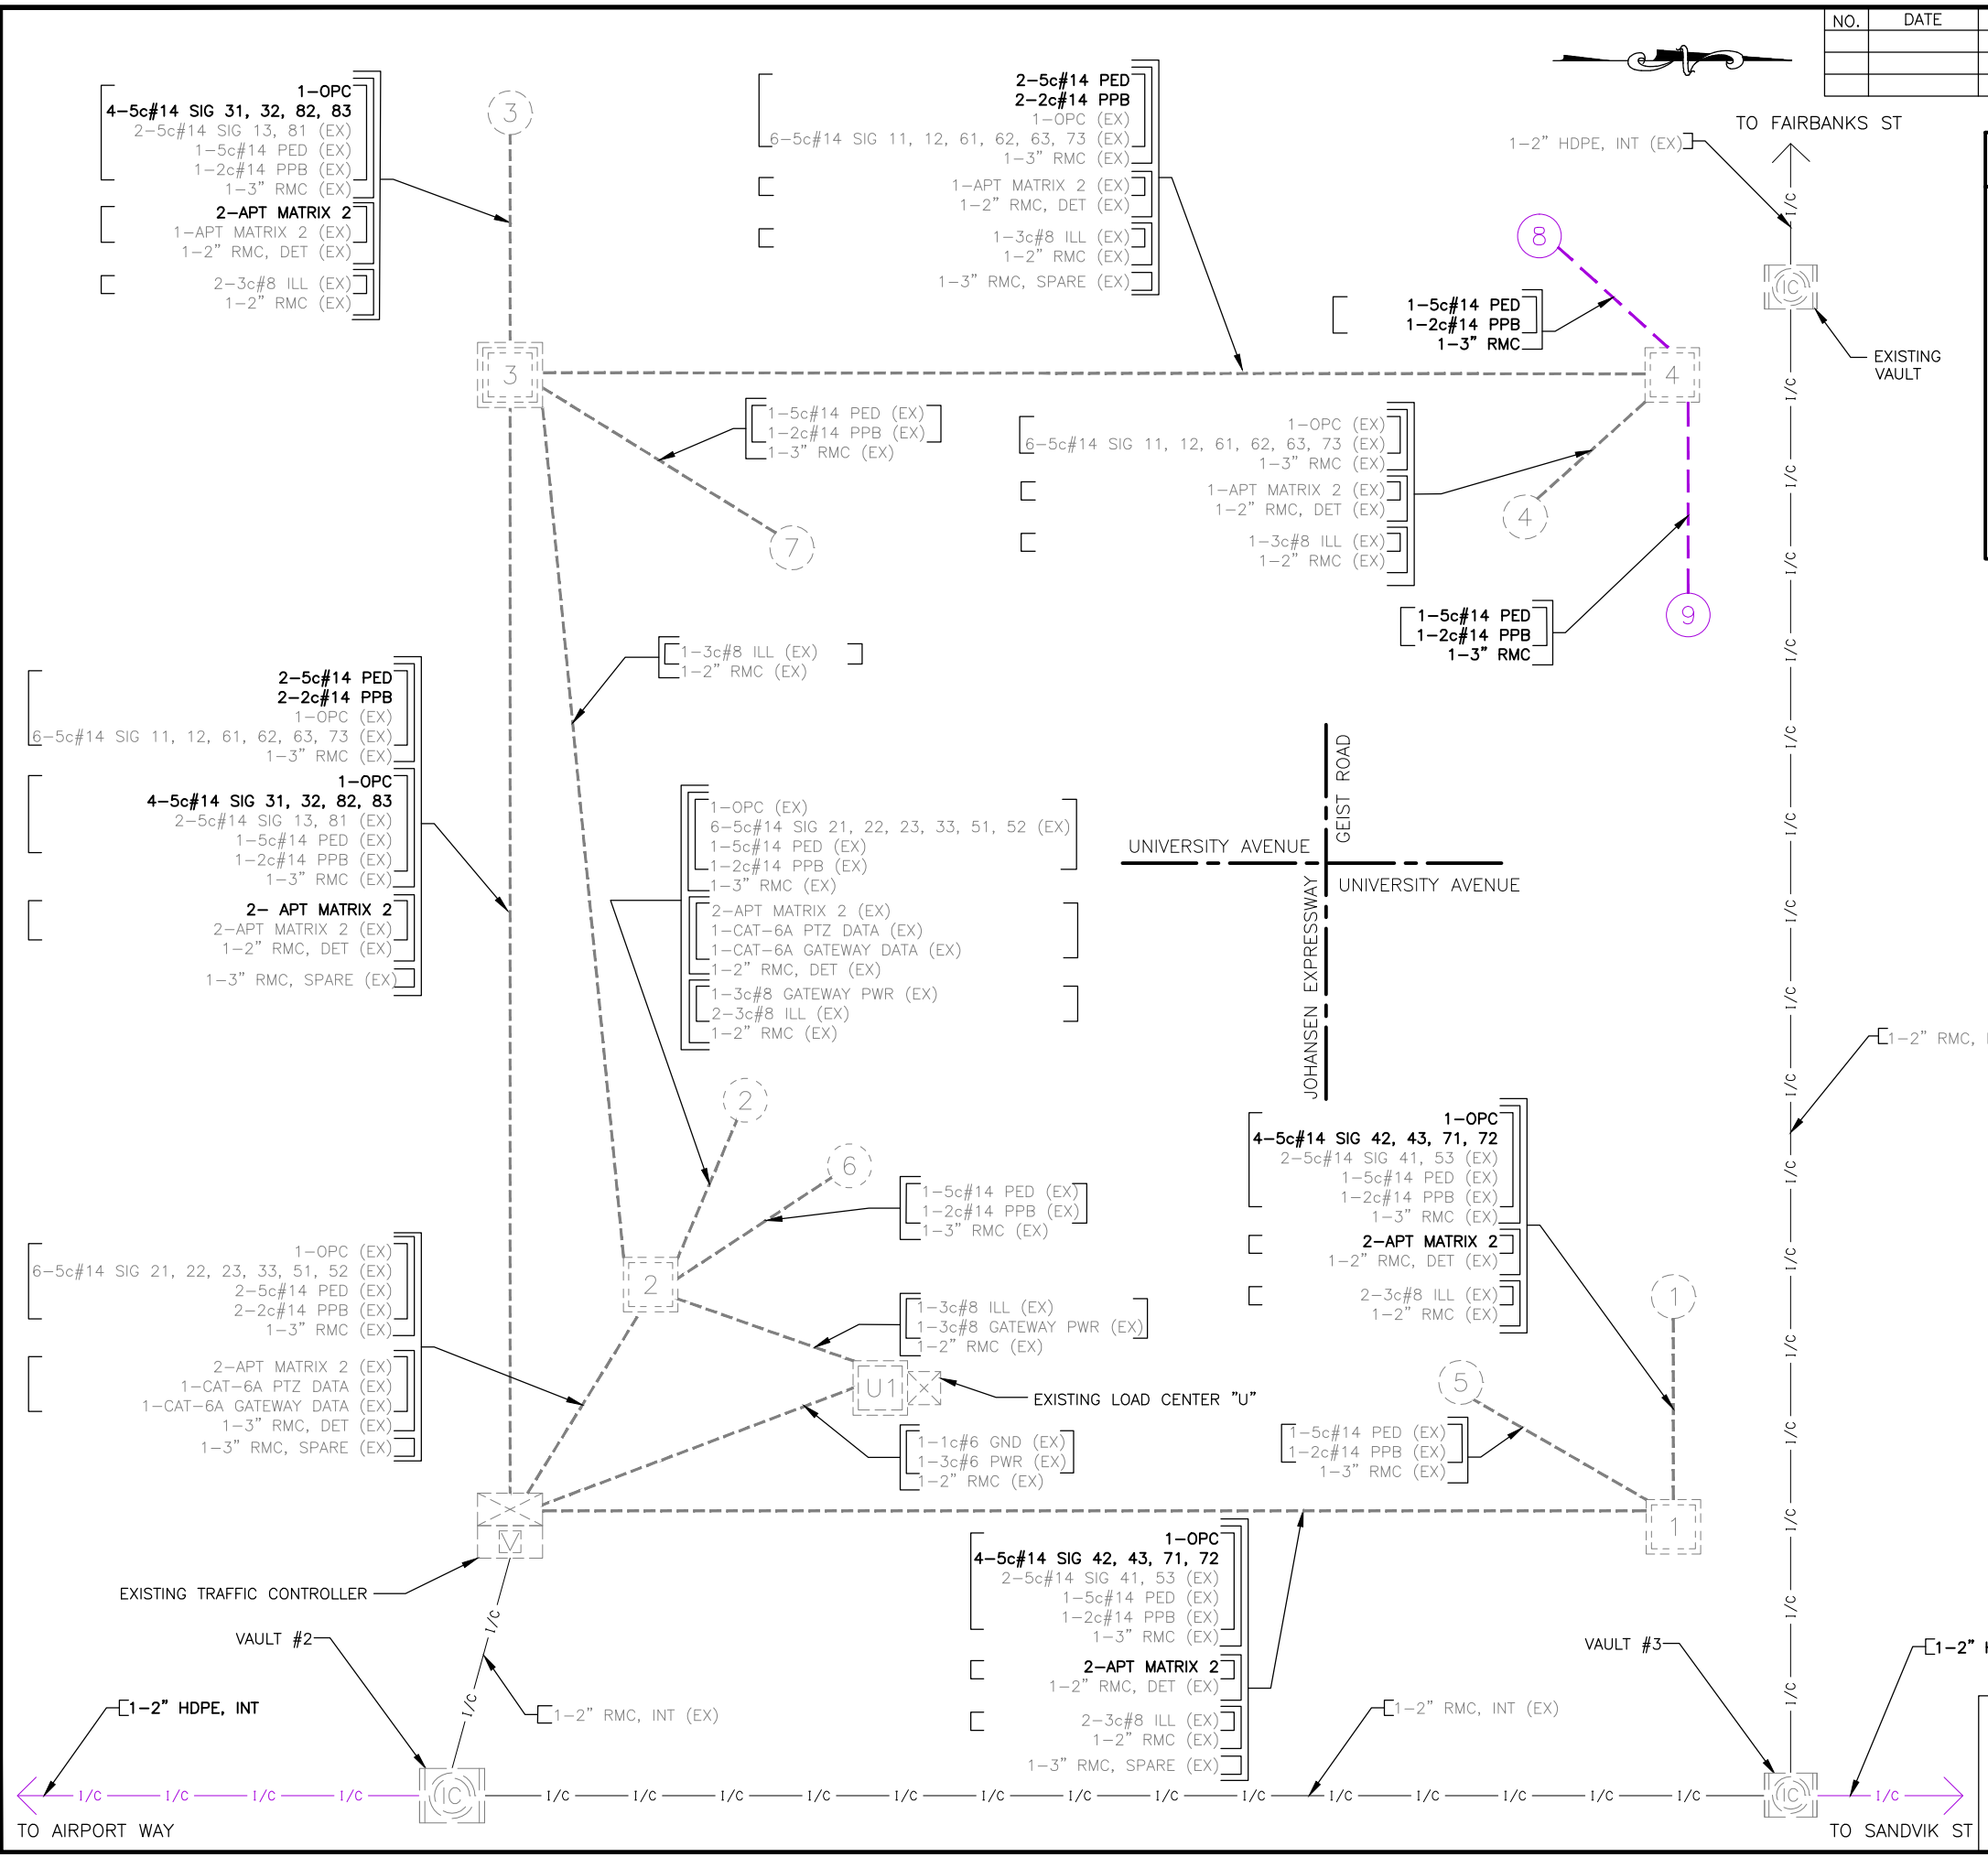 NO. DATE
1-OPC
4-5c#14 SIG 31, 32, 82, 83
2-5c#14 SIG 13, 81 (EX)
1-5c#14 PED (EX)
1-2c#14 PPB (EX)
1-3" RMC (EX)
2-APT MATRIX 2
1-APT MATRIX 2 (EX)
1-2" RMC, DET (EX)
2-3c#8 ILL (EX)
1-2" RMC (EX)
3
2-5c#14 PED
2-2c#14 PPB
1-OPC (EX)
6-5c#14 SIG 11, 12, 61, 62, 63, 73 (EX)
1-3" RMC (EX)
1-APT MATRIX 2 (EX)
1-2" RMC, DET (EX)
1-3c#8 ILL (EX)
1-2" RMC (EX)
1-3" RMC, SPARE (EX)
TO FAIRBANKS ST
1-2" HDPE, INT (EX)
I/C
8
IC
1-5c#14 PED
1-2c#14 PPB
1-3" RMC
EXISTING
VAULT
3
4
I/C
1-5c#14 PED (EX)
1-2c#14 PPB (EX)
1-3" RMC (EX)
1-OPC (EX)
6-5c#14 SIG 11, 12, 61, 62, 63, 73 (EX)
1-3" RMC (EX)
1-APT MATRIX 2 (EX)
1-2" RMC, DET (EX)
1-3c#8 ILL (EX)
1-2" RMC (EX)
I/C
7
4
I/C
9
1-5c#14 PED
1-2c#14 PPB
1-3" RMC
I/C
1-3c#8 ILL (EX)
1-2" RMC (EX)
2-5c#14 PED
2-2c#14 PPB
1-OPC (EX)
6-5c#14 SIG 11, 12, 61, 62, 63, 73 (EX)
1-3" RMC (EX)
1-OPC
4-5c#14 SIG 31, 32, 82, 83
2-5c#14 SIG 13, 81 (EX)
1-5c#14 PED (EX)
1-2c#14 PPB (EX)
1-3" RMC (EX)
2- APT MATRIX 2
2-APT MATRIX 2 (EX)
1-2" RMC, DET (EX)
1-3" RMC, SPARE (EX)
I/C
1-OPC (EX)
6-5c#14 SIG 21, 22, 23, 33, 51, 52 (EX)
1-5c#14 PED (EX)
1-2c#14 PPB (EX)
1-3" RMC (EX)
2-APT MATRIX 2 (EX)
1-CAT-6A PTZ DATA (EX)
1-CAT-6A GATEWAY DATA (EX)
1-2" RMC, DET (EX)
1-3c#8 GATEWAY PWR (EX)
2-3c#8 ILL (EX)
1-2" RMC (EX)
GEIST ROAD
UNIVERSITY AVENUE
UNIVERSITY AVENUE
JOHANSEN EXPRESSWAY
I/C
I/C
I/C
1-2" RMC,
I/C
2
6
1-OPC
4-5c#14 SIG 42, 43, 71, 72
2-5c#14 SIG 41, 53 (EX)
1-5c#14 PED (EX)
1-2c#14 PPB (EX)
1-3" RMC (EX)
2-APT MATRIX 2
1-2" RMC, DET (EX)
2-3c#8 ILL (EX)
1-2" RMC (EX)
I/C
1-5c#14 PED (EX)
1-2c#14 PPB (EX)
1-3" RMC (EX)
I/C
1-OPC (EX)
6-5c#14 SIG 21, 22, 23, 33, 51, 52 (EX)
2-5c#14 PED (EX)
2-2c#14 PPB (EX)
1-3" RMC (EX)
2-APT MATRIX 2 (EX)
1-CAT-6A PTZ DATA (EX)
1-CAT-6A GATEWAY DATA (EX)
1-3" RMC, DET (EX)
1-3" RMC, SPARE (EX)
2
1
1-3c#8 ILL (EX)
1-3c#8 GATEWAY PWR (EX)
1-2" RMC (EX)
I/C
U1
EXISTING LOAD CENTER "U"
5
1-1c#6 GND (EX)
1-3c#6 PWR (EX)
1-2" RMC (EX)
1-5c#14 PED (EX)
1-2c#14 PPB (EX)
1-3" RMC (EX)
I/C
I/C
1
1-OPC
4-5c#14 SIG 42, 43, 71, 72
2-5c#14 SIG 41, 53 (EX)
1-5c#14 PED (EX)
1-2c#14 PPB (EX)
1-3" RMC (EX)
2-APT MATRIX 2
1-2" RMC, DET (EX)
2-3c#8 ILL (EX)
1-2" RMC (EX)
1-3" RMC, SPARE (EX)
EXISTING TRAFFIC CONTROLLER
I/C
I/C
VAULT #2
VAULT #3
1-2"
I/C
I/C
1-2" HDPE, INT
1-2" RMC, INT (EX)
1-2" RMC, INT (EX)
I/C I/C I/C I/C IC I/C I/C I/C I/C I/C I/C I/C I/C I/C I/C I/C I/C I/C I/C IC I/C
TO AIRPORT WAY
TO SANDVIK ST